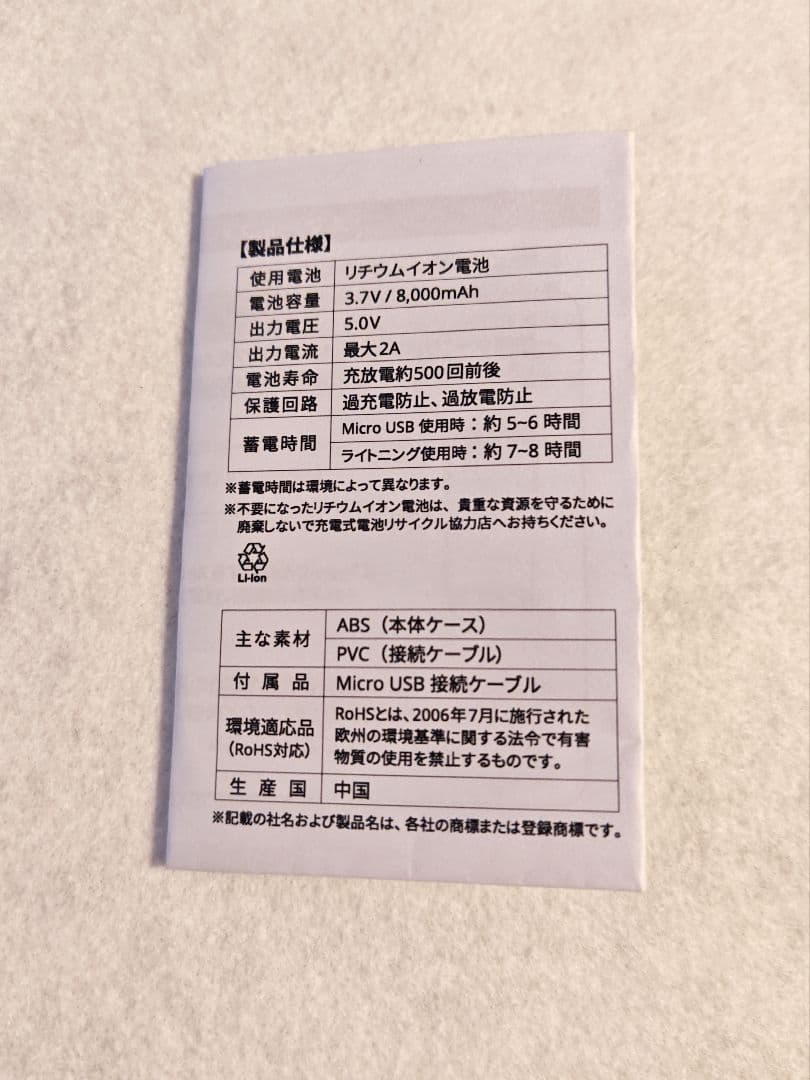 【製品仕様】
使用電池 リチウムイオン電池
電池容量 3.7V / 8,000mAh
出力電圧 5.0V
出力電流 最大2A
電池寿命 充放電約500回前後
保護回路 過充電防止、過放電防止
蓄電時間 Micro USB 使用時：約 5~6 時間
ライトニング使用時：約 7~8 時間
※蓄電時間は環境によって異なります。
※不要になったリチウムイオン電池は、貴重な資源を守るために
廃棄しないで充電式電池リサイクル協力店へお持ちください。
Li-ion
主な素材 ABS（本体ケース）
PVC（接続ケーブル）
付属品 Micro USB 接続ケーブル
環境適応品
（RoHS対応）
RoHSとは、2006年7月に施行された
欧州の環境基準に関する法令で有害
物質の使用を禁止するものです。
生産国 中国
※記載の社名および製品名は、各社の商標または登録商標です。